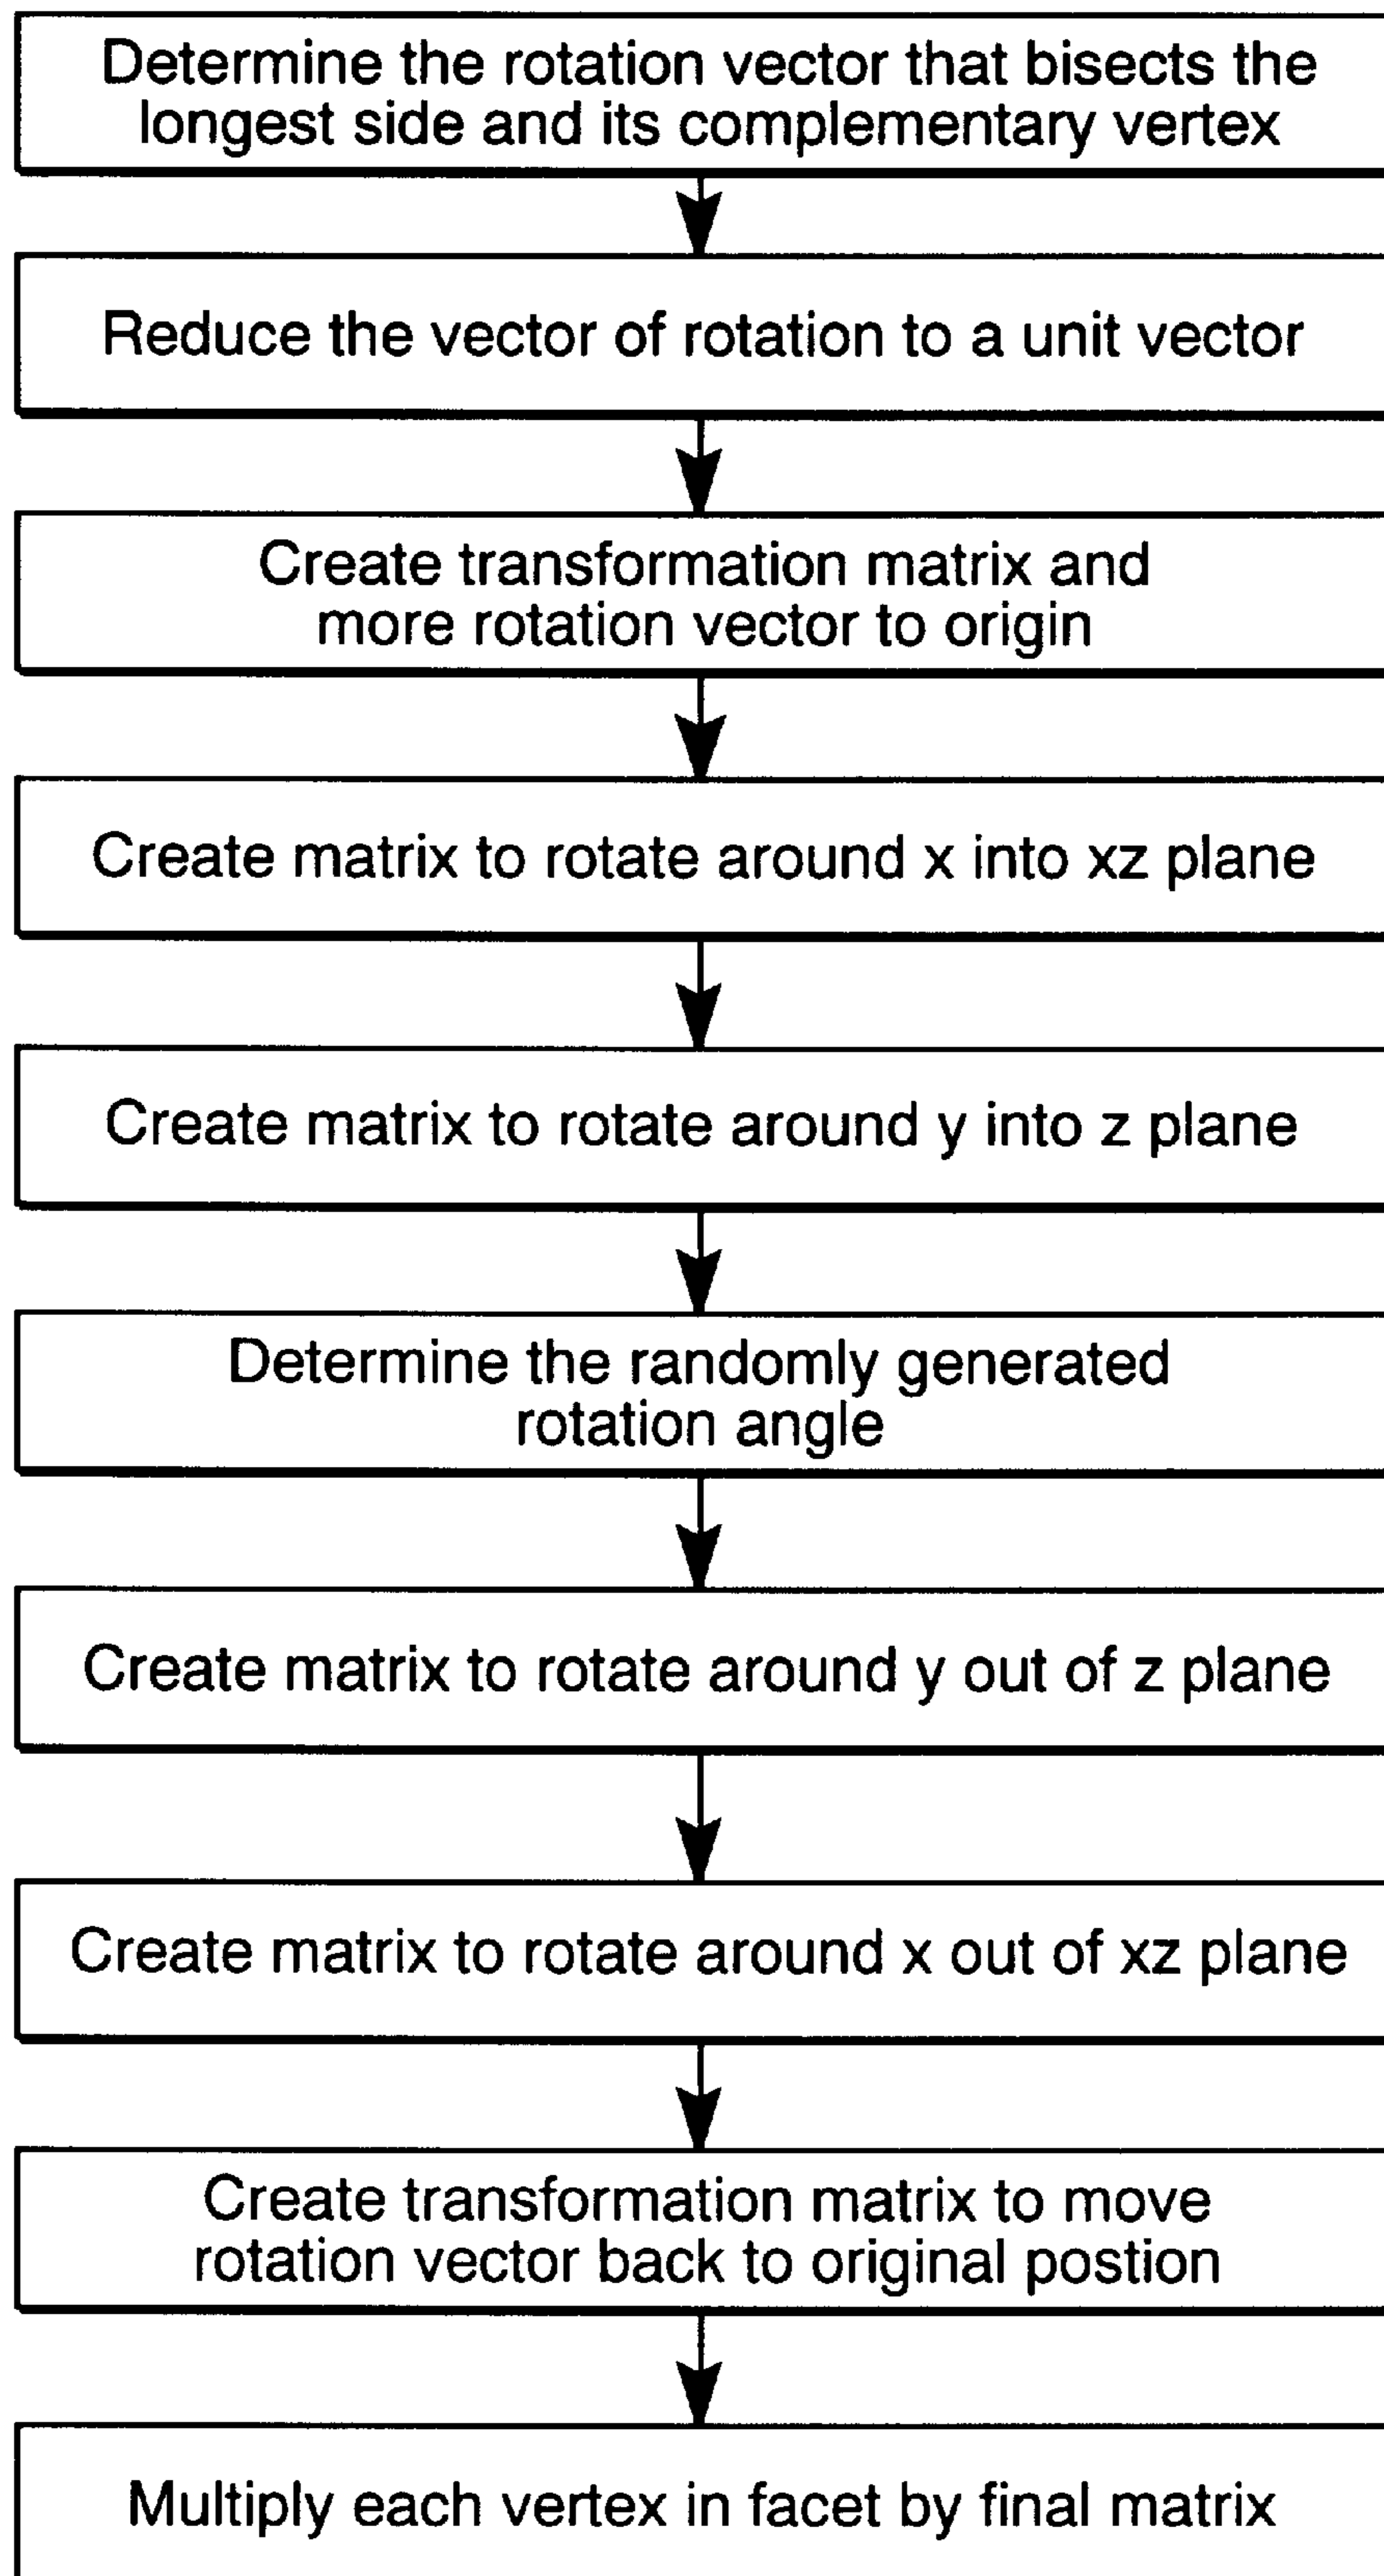 Determine the rotation vector that bisects the
longest side and its complementary vertex
Reduce the vector of rotation to a unit vector
Create transformation matrix and
more rotation vector to origin
Create matrix to rotate around x into xz plane
Create matrix to rotate around y into z plane
Determine the randomly generated
rotation angle
Create matrix to rotate around y out of z plane
Create matrix to rotate around x out of xz plane
Create transformation matrix to move
rotation vector back to original postion
Multiply each vertex in facet by final matrix